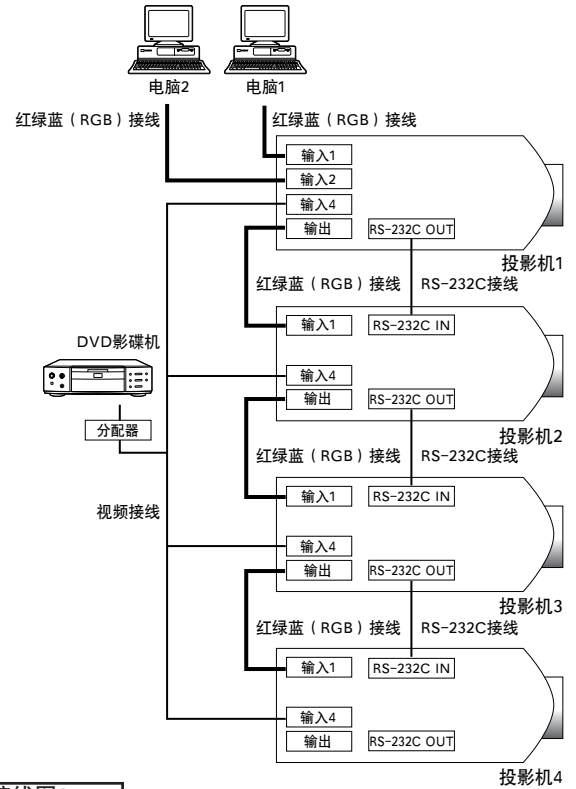 电脑2
电脑1
红绿蓝（RGB）接线
红绿蓝（RGB）接线
输入1
输入2
输入4
输出
RS-232C OUT
投影机1
红绿蓝（RGB）接线
RS-232C接线
输入1
RS-232C IN
DVD影碟机
输入4
输出
RS-232C OUT
分配器
投影机2
红绿蓝（RGB）接线
RS-232C接线
输入1
RS-232C IN
视频接线
输入4
输出
RS-232C OUT
投影机3
红绿蓝（RGB）接线
RS-232C接线
输入1
RS-232C IN
输入4
输出
RS-232C OUT
投影机4